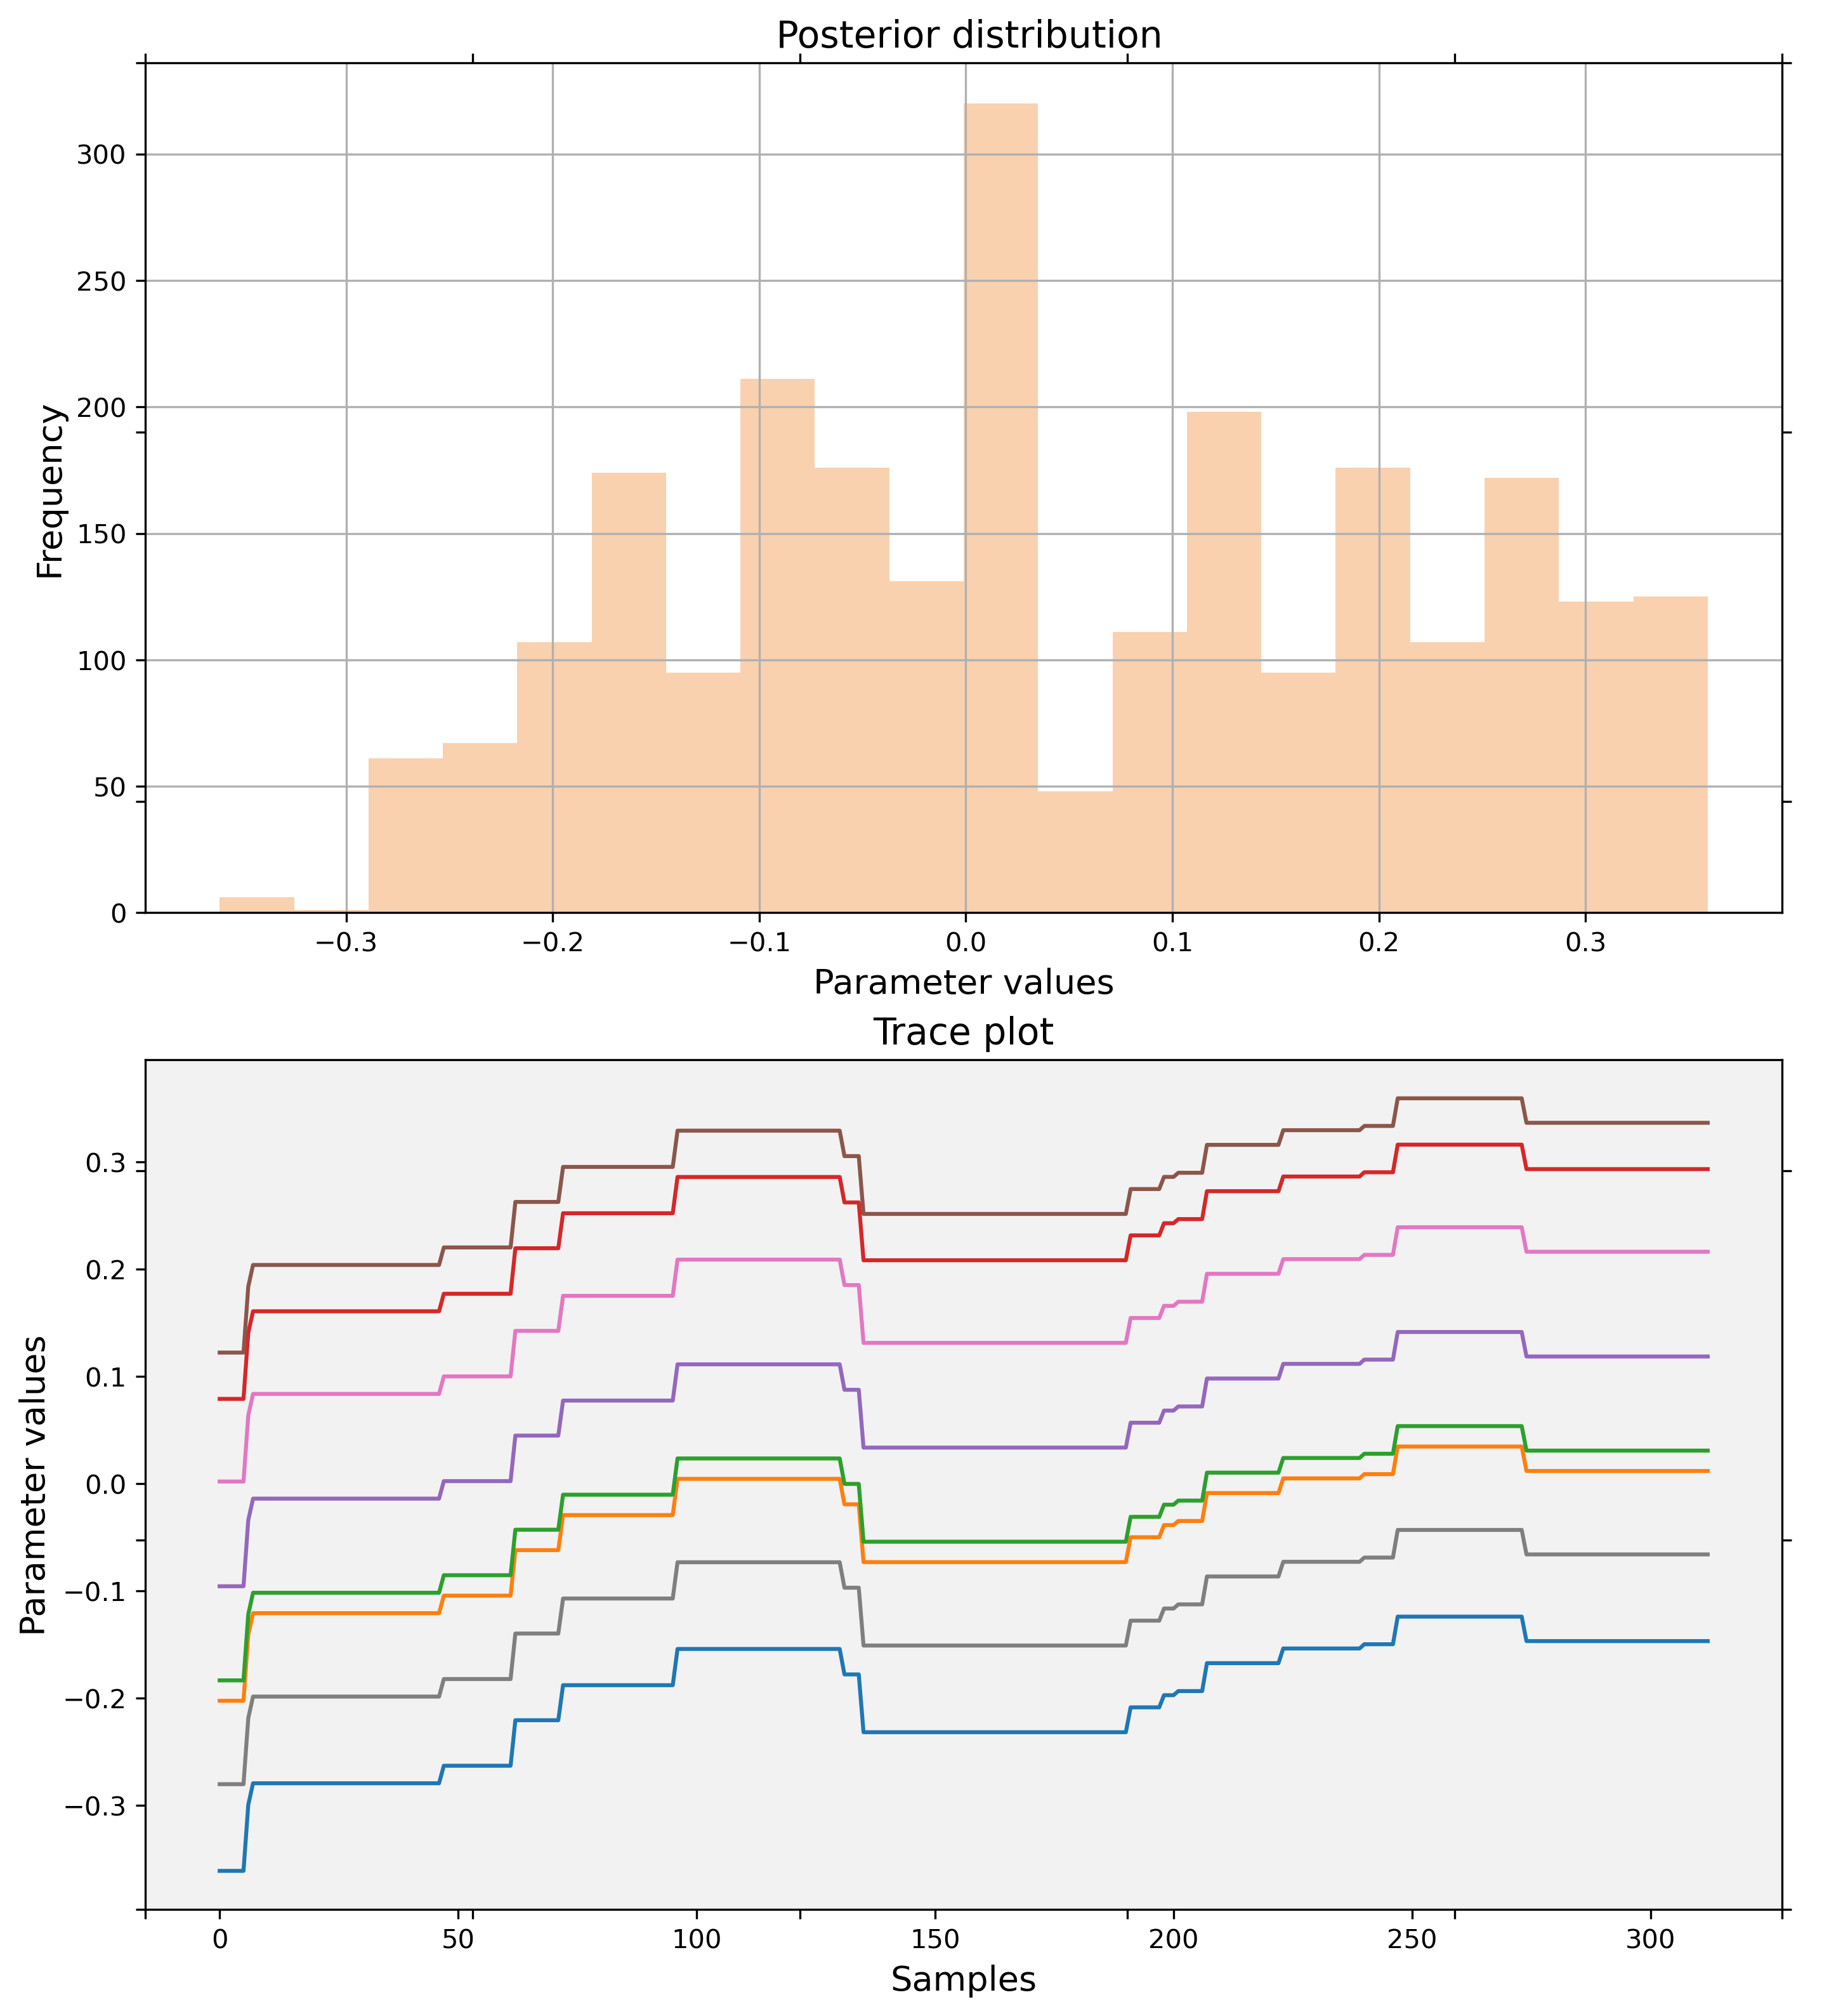 Posterior distribution
Frequency
300
250
200
150
100
50
0
−0.3 −0.2 −0.1 0.0 0.1 0.2 0.3
Parameter values
Trace plot
Parameter values
0.3
0.2
0.1
0.0
−0.1
−0.2
−0.3
0 50 100 150 200 250 300
Samples